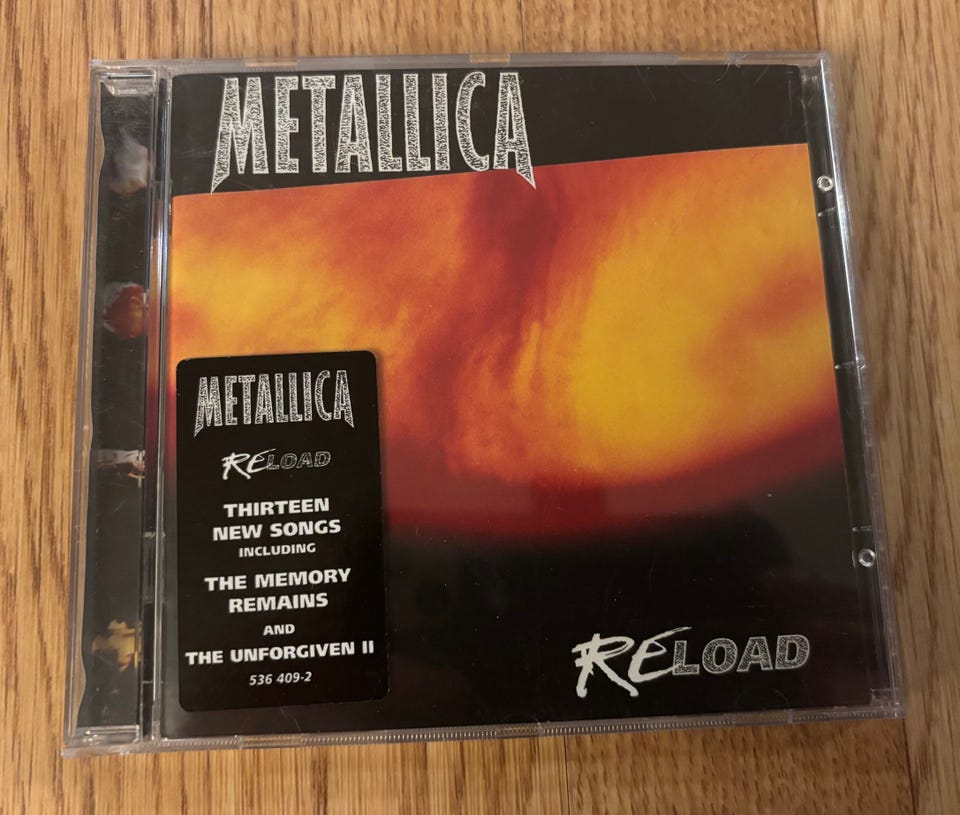 METALLICA
METALLICA
RELOAD
THIRTEEN
NEW SONGS
INCLUDING
THE MEMORY
REMAINS
AND
THE UNFORGIVEN II
536 409-2
RELOAD